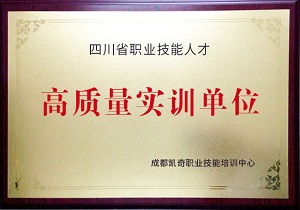 四川省职业技能人才
高质量实训单位
成都凯奇职业技能培训中心